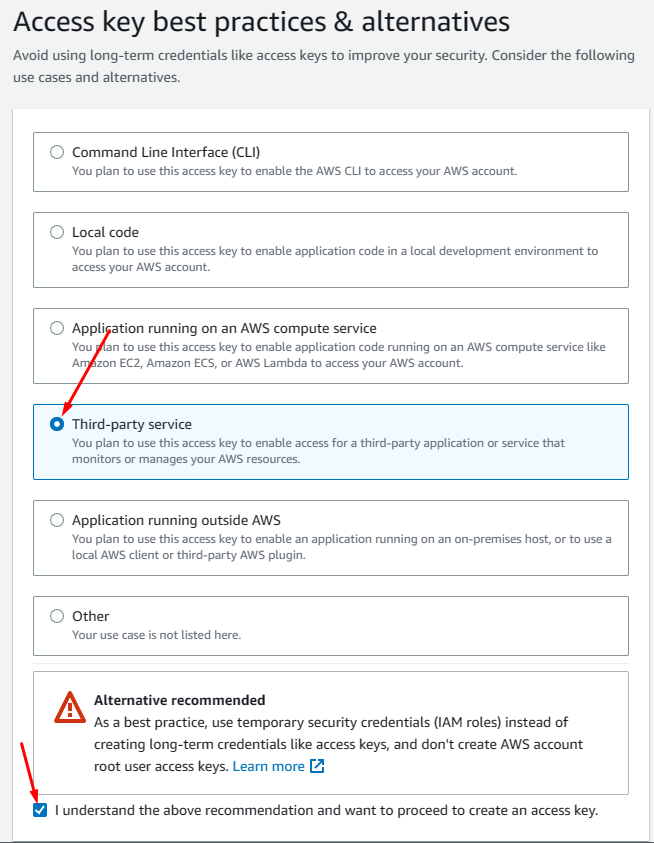 Access key best practices & alternatives
Avoid using long-term credentials like access keys to improve your security. Consider the following
use cases and alternatives.
Command Line Interface (CLI)
You plan to use this access key to enable the AWS CLI to access your AWS account.
Local code
You plan to use this access key to enable application code in a local development environment to
access your AWS account.
Application running on an AWS compute service
You plan to use this access key to enable application code running on an AWS compute service like
Amazon EC2, Amazon ECS, or AWS Lambda to access your AWS account.
Third-party service
You plan to use this access key to enable access for a third-party application or service that
monitors or manages your AWS resources.
Application running outside AWS
You plan to use this access key to enable an application running on an on-premises host, or to use a
local AWS client or third-party AWS plugin.
Other
Your use case is not listed here.
Alternative recommended
As a best practice, use temporary security credentials (IAM roles) instead of
creating long-term credentials like access keys, and don't create AWS account
root user access keys. Learn more
I understand the above recommendation and want to proceed to create an access key.